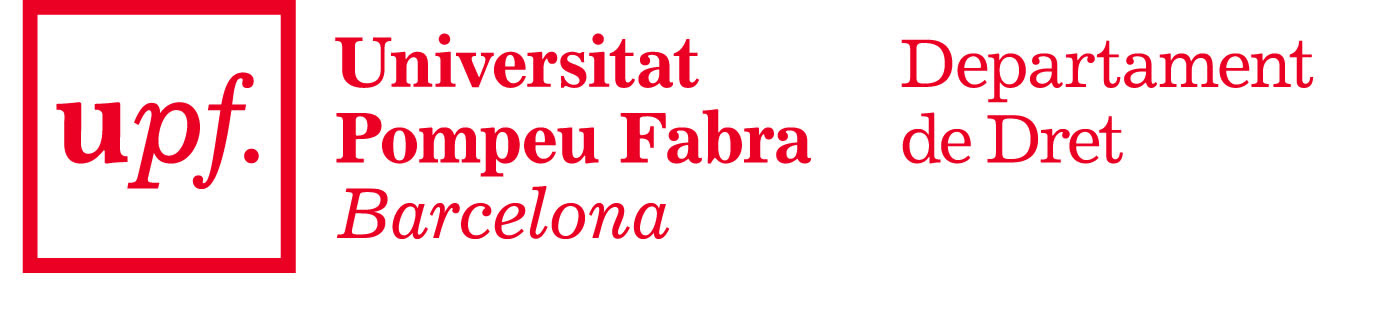 upf.
Universitat
Pompeu Fabra
Barcelona
Departament
de Dret